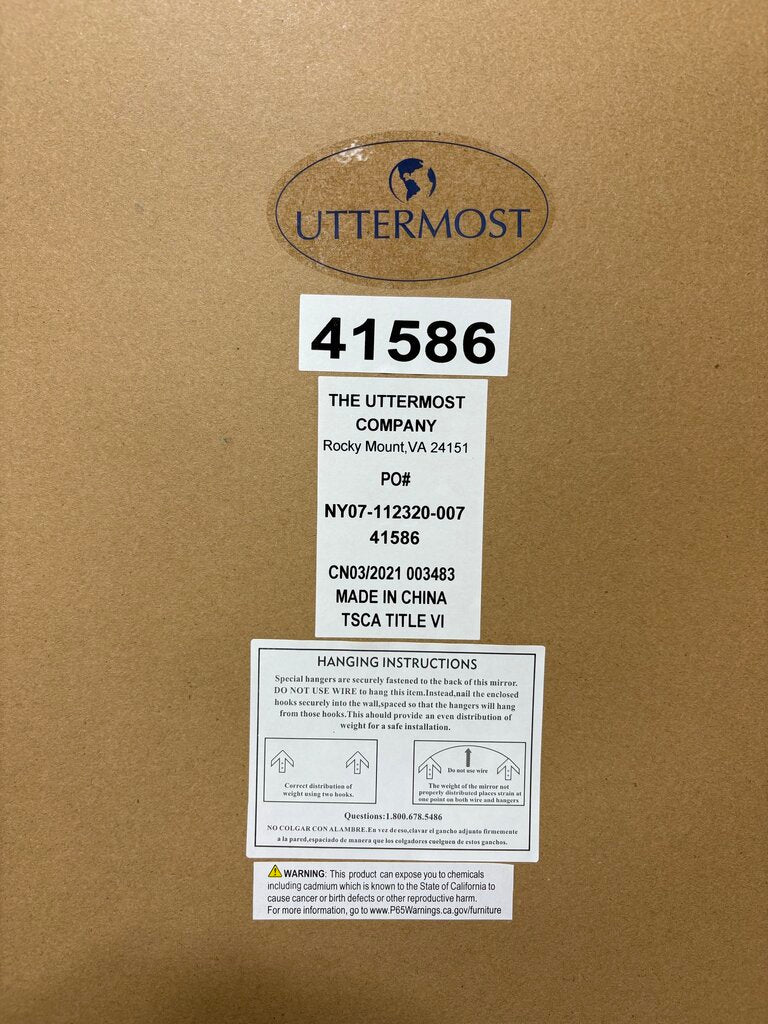 UTTERMOST
41586
THE UTTERMOST
COMPANY
Rocky Mount,VA 24151
PO#
NY07-112320-007
41586
CN03/2021 003483
MADE IN CHINA
TSCA TITLE VI
HANGING INSTRUCTIONS
Special hangers are securely fastened to the back of this mirror.
DO NOT USE WIRE to hang this item.Instead,nail the enclosed
hooks securely into the wall,spaced so that the hangers will hang
from those hooks.This ahould provide an even distribution of
weight for a safe installation.
Correct distribution of
weight using two hooks.
Do not use wire
The weight of the mirror not
properly distributed places strain at
one point on both wire and hangers
Questions:1.800.678.5486
NO COLGAR CON ALAMBRE.En vez de eso,clavar el gancho adjunto firmemente
a la pared,espaciado de manera que los colgadores cuelguen de estos ganchos.
WARNING: This product can expose you to chemicals
including cadmium which is known to the State of California to
cause cancer or birth defects or other reproductive harm.
For more information, go to www.P65Warnings.ca.gov/furniture